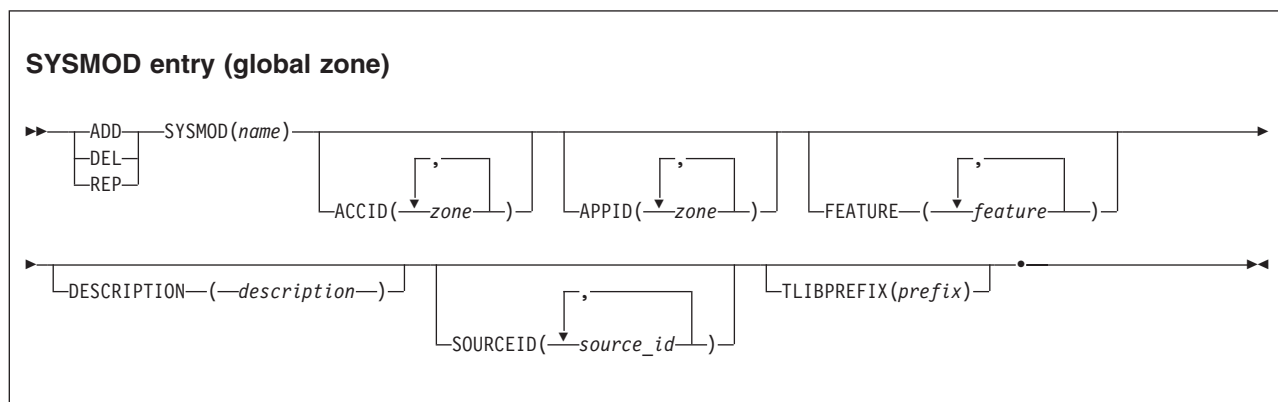 SYSMOD entry (global zone)
ADD SYSMOD(name)
DEL
REP
ACCID( zone , )
APPID( zone , )
FEATURE ( feature , )
DESCRIPTION ( description )
SOURCEID( source_id , )
TLIBPREFIX(prefix) .